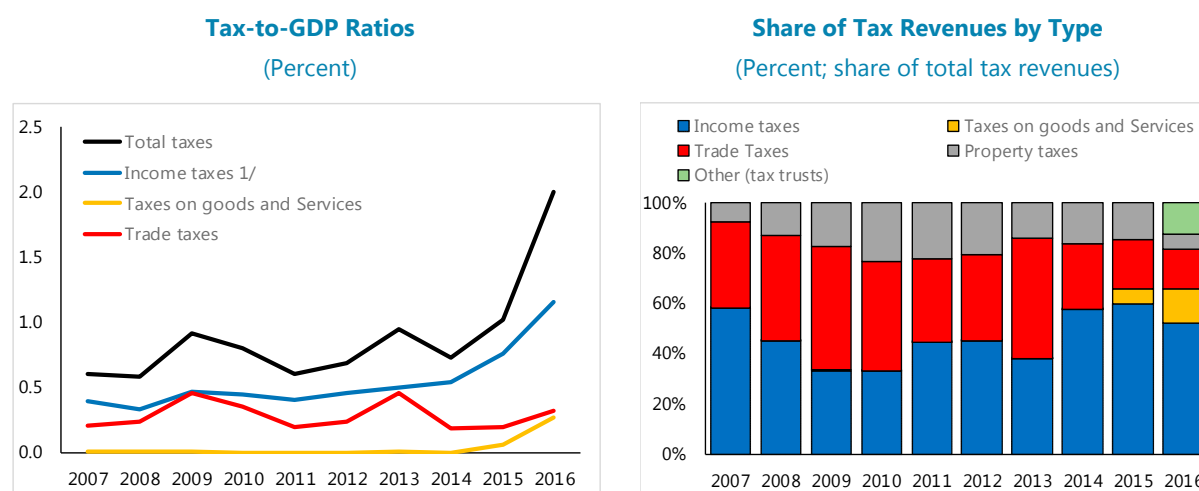 Tax-to-GDP Ratios
(Percent)
2.5
2.0
1.5
1.0
0.5
0.0
Total taxes
Income taxes 1/
Taxes on goods and Services
Trade taxes
2007 2008 2009 2010 2011 2012 2013 2014 2015 2016
Share of Tax Revenues by Type
(Percent; share of total tax revenues)
Income taxes
Taxes on goods and Services
Trade Taxes
Property taxes
Other (tax trusts)
100%
80%
60%
40%
20%
0%
2007 2008 2009 2010 2011 2012 2013 2014 2015 2016